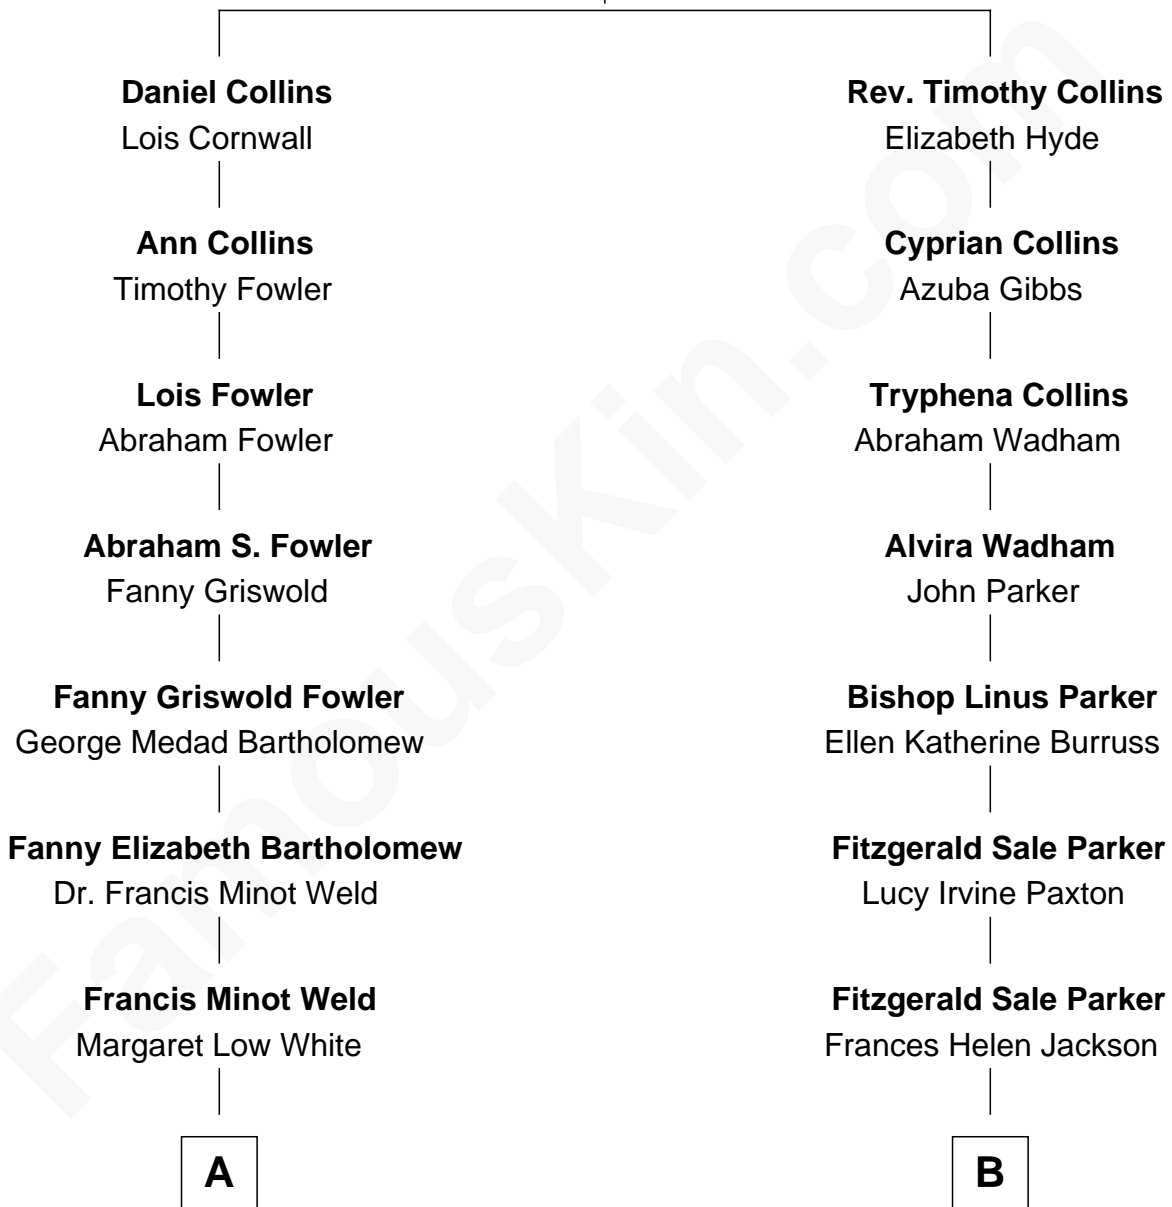 Daniel Collins
Lois Cornwall
Ann Collins
Timothy Fowler
Lois Fowler
Abraham Fowler
Abraham S. Fowler
Fanny Griswold
Fanny Griswold Fowler
George Medad Bartholomew
Fanny Elizabeth Bartholomew
Dr. Francis Minot Weld
Francis Minot Weld
Margaret Low White
A
Rev. Timothy Collins
Elizabeth Hyde
Cyprian Collins
Azuba Gibbs
Tryphena Collins
Abraham Wadham
Alvira Wadham
John Parker
Bishop Linus Parker
Ellen Katherine Burruss
Fitzgerald Sale Parker
Lucy Irvine Paxton
Fitzgerald Sale Parker
Frances Helen Jackson
B
FamousKin.com